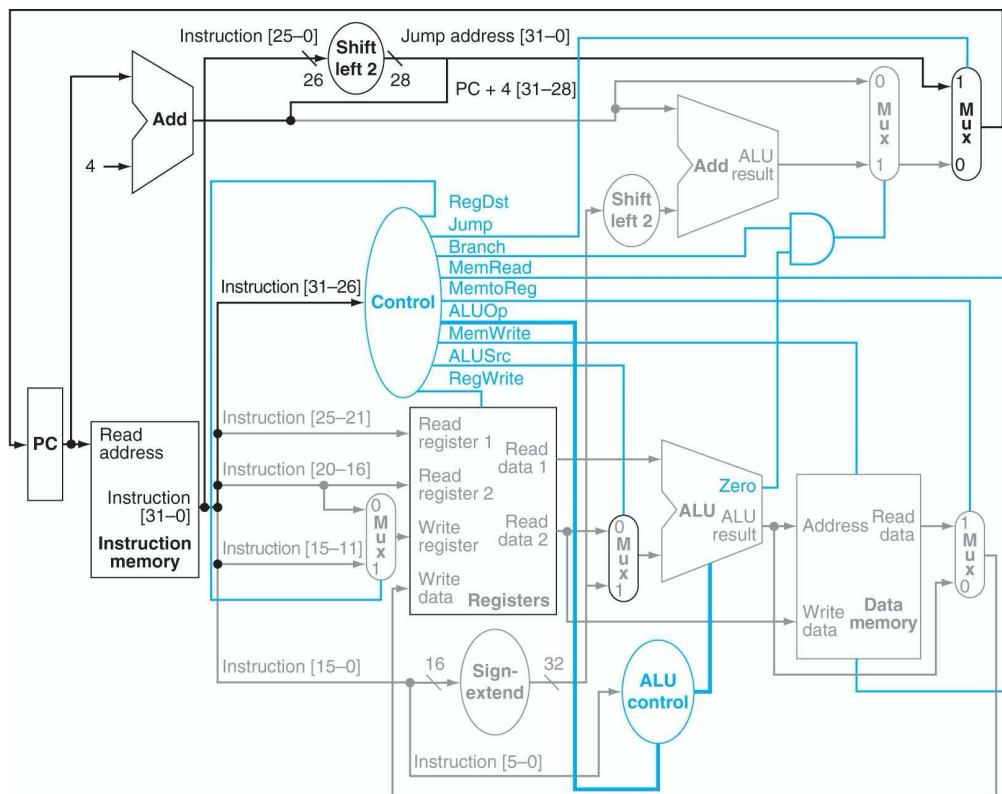 Instruction [25–0]
Shift
left 2
Jump address [31–0]
26
28
PC + 4 [31–28]
Add
4
0
M
u
x
1
1
M
u
x
0
Add
ALU
result
Shift
left 2
RegDst
Jump
Branch
MemRead
MemtoReg
ALUOp
MemWrite
ALUSrc
RegWrite
Control
Instruction [31–26]
PC
Read
address
Instruction
[31–0]
Instruction
memory
Instruction [25–21]
Instruction [20–16]
Instruction [15–11]
0
M
u
x
1
Read
register 1
Read
register 2
Write
register
Write
data
Read
data 1
Read
data 2
Registers
0
M
u
x
1
Zero
ALU
ALU
result
Address
Read
data
Write
data
Data
memory
1
M
u
x
0
Instruction [15–0]
16
Sign-
extend
32
ALU
control
Instruction [5–0]